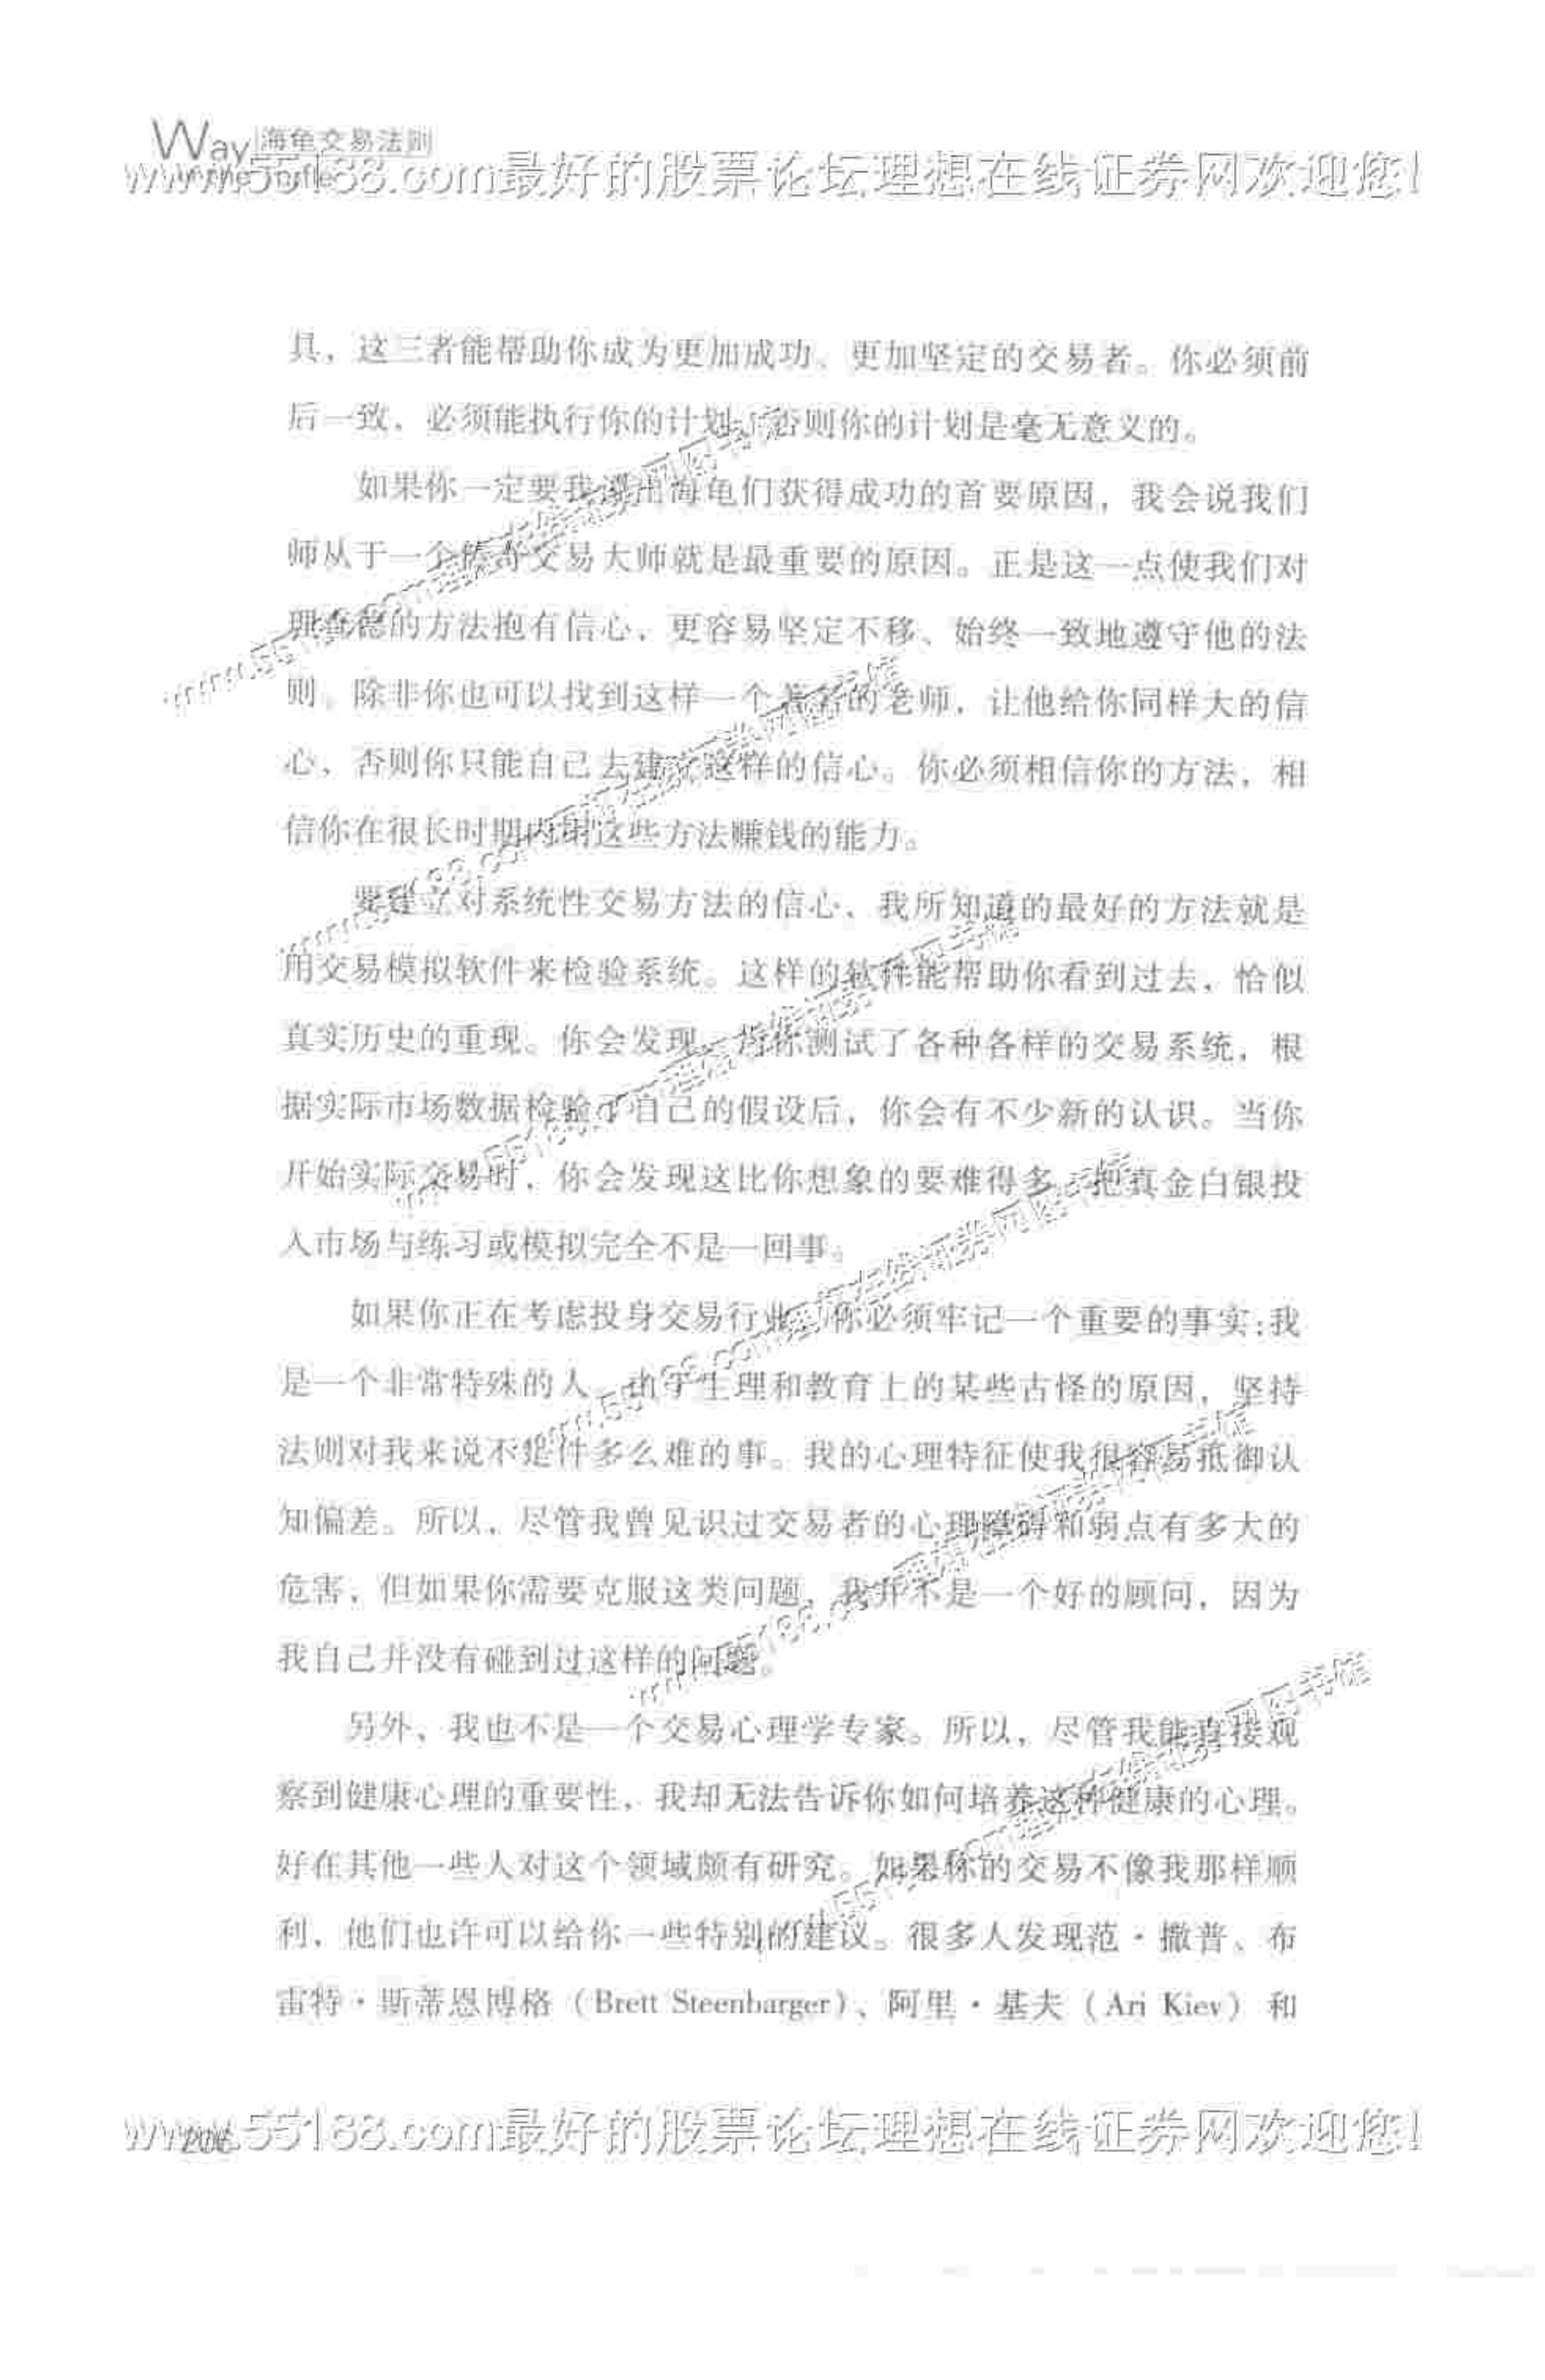 Way 海龟交易法则
of the Turtle
www.55188.com最好的股票论坛理想在线证券网欢迎您!
具，这三者能帮助你成为更加成功、更加坚定的交易者。你必须前
后一致，必须能执行你的计划，否则你的计划是毫无意义的。
如果你一定要我选出海龟们获得成功的首要原因，我会说我们
师从于一个传奇交易大师就是最重要的原因。正是这一点使我们对
理查德的方法抱有信心，更容易坚定不移、始终一致地遵守他的法
则。除非你也可以找到这样一个著名的老师，让他给你同样大的信
心，否则你只能自己去建立这样的信心。你必须相信你的方法，相
信你在很长时期内用这些方法赚钱的能力。
要建立对系统性交易方法的信心，我所知道的最好的方法就是
用交易模拟软件来检验系统。这样的软件能帮助你看到过去，恰似
真实历史的重现。你会发现，当你测试了各种各样的交易系统，根
据实际市场数据检验了自己的假设后，你会有不少新的认识。当你
开始实际交易时，你会发现这比你想象的要难得多。把真金白银投
入市场与练习或模拟完全不是一回事。
如果你正在考虑投身交易行业，你必须牢记一个重要的事实:我
是一个非常特殊的人。由于生理和教育上的某些古怪的原因，坚持
法则对我来说不是件多么难的事。我的心理特征使我很容易抵御认
知偏差。所以，尽管我曾见识过交易者的心理障碍和弱点有多大的
危害，但如果你需要克服这类问题，我并不是一个好的顾问，因为
我自己并没有碰到过这样的问题。
另外，我也不是一个交易心理学专家。所以，尽管我能直接观
察到健康心理的重要性，我却无法告诉你如何培养这种健康的心理。
好在其他一些人对这个领域颇有研究。如果你的交易不像我那样顺
利，他们也许可以给你一些特别的建议。很多人发现范·撒普、布
雷特·斯蒂恩博格（Brett Steenbarger）、阿里·基夫（Ari Kiev）和
www.55188.com最好的股票论坛理想在线证券网欢迎您!